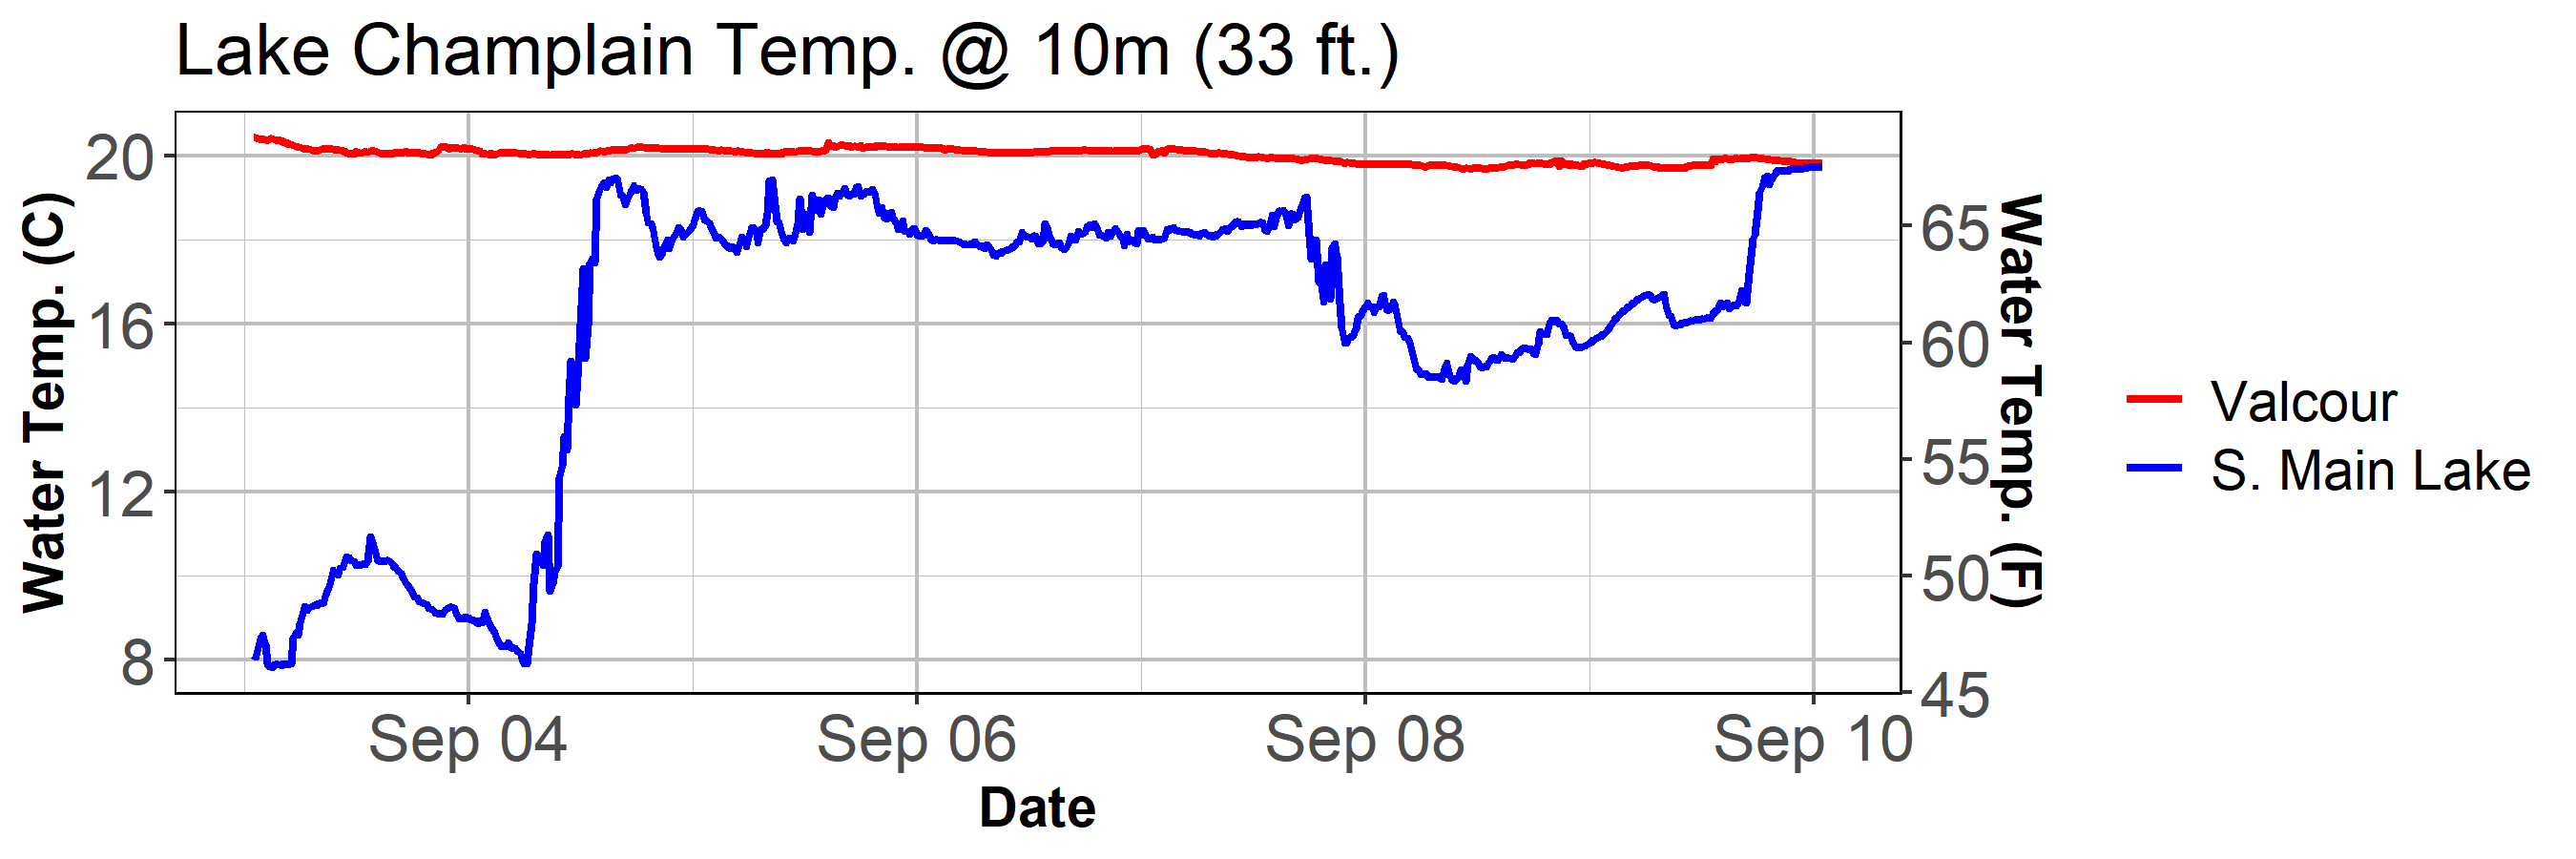 Lake Champlain Temp. @ 10m (33 ft.)
Water Temp. (C)
20
16
12
8
65
60
55
50
45
Water Temp. (F)
Sep 04
Sep 06
Sep 08
Sep 10
Date
Valcour
S. Main Lake